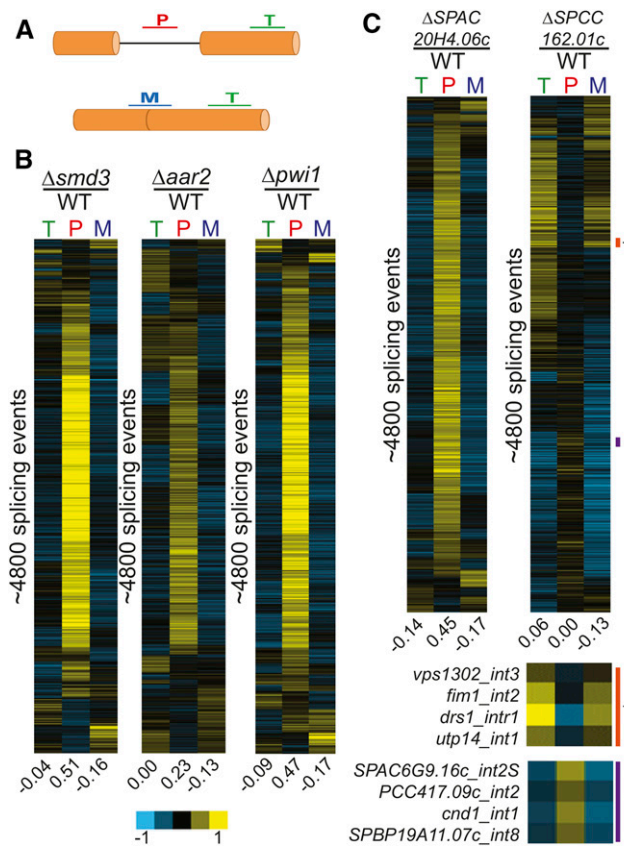 A
P
T
M
T
B
Δsmd3
WT
Δaar2
WT
Δpwi1
WT
T P M
T P M
T P M
~4800 splicing events
~4800 splicing events
~4800 splicing events
-0.04 0.51 -0.16
0.00 0.23 -0.13
-0.09 0.47 -0.17
-1 1
C
ΔSPAC
20H4.06c
WT
ΔSPCC
162.01c
WT
T P M
T P M
~4800 splicing events
~4800 splicing events
-0.14 0.45 -0.17
0.06 0.00 -0.13
vps1302_int3
fim1_int2
drs1_intr1
utp14_int1
SPAC6G9.16c_int2S
PCC417.09c_int2
cnd1_int1
SPBP19A11.07c_int8